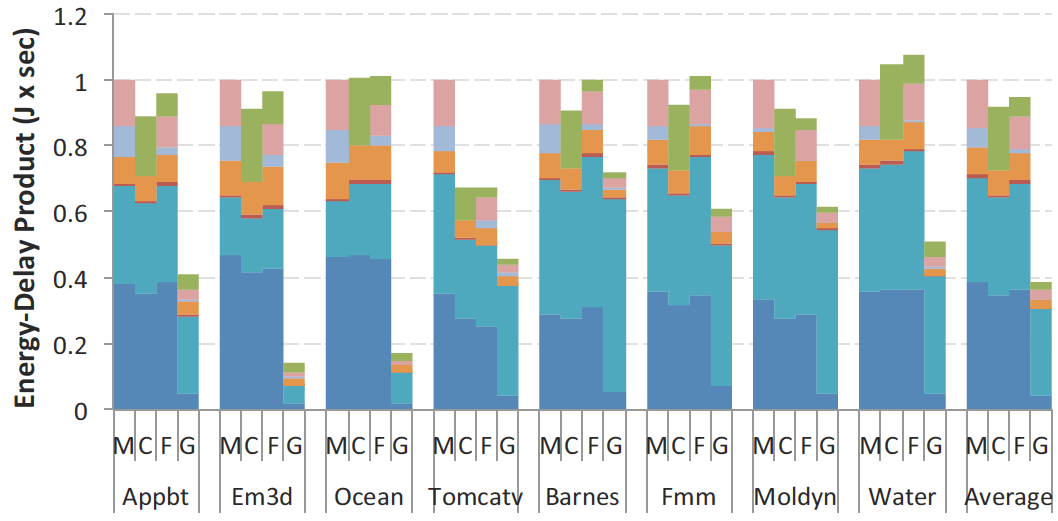 Energy-Delay Product (J x sec)
1.2
1
0.8
0.6
0.4
0.2
0
M C F G M C F G M C F G M C F G M C F G M C F G M C F G M C F G M C F G
Appbt Em3d Ocean Tomcatv Barnes Fmm Moldyn Water Average